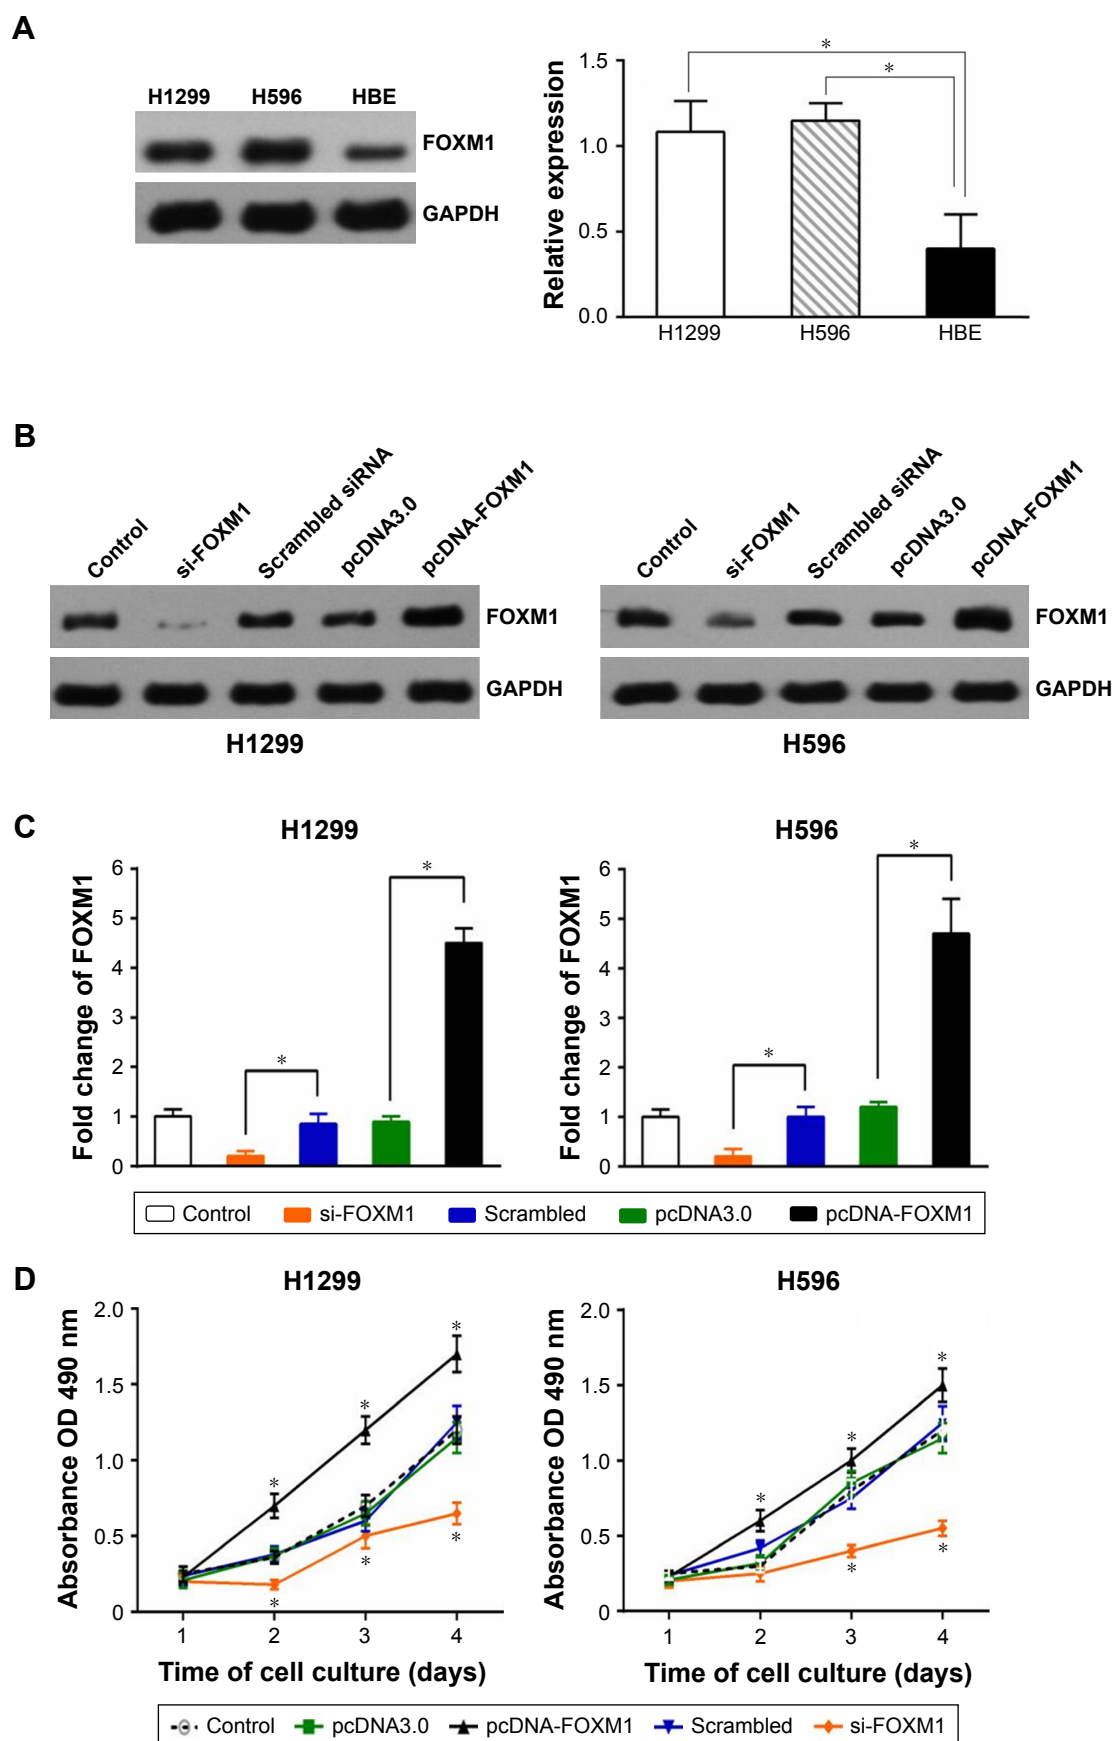 A
H1299 H596 HBE
FOXM1
GAPDH
Relative expression
1.5
1.0
0.5
0.0
* *
H1299 H596 HBE
B
Control si-FOXM1 Scrambled siRNA pcDNA3.0 pcDNA-FOXM1
FOXM1
GAPDH
H1299
Control si-FOXM1 Scrambled siRNA pcDNA3.0 pcDNA-FOXM1
FOXM1
GAPDH
H596
C
H1299
Fold change of FOXM1
6
5
4
3
2
1
0
* *
H596
Fold change of FOXM1
6
5
4
3
2
1
0
* *
Control si-FOXM1 Scrambled pcDNA3.0 pcDNA-FOXM1
D
H1299
Absorbance OD 490 nm
2.0
1.5
1.0
0.5
0
* * * * * *
1 2 3 4
Time of cell culture (days)
H596
Absorbance OD 490 nm
2.0
1.5
1.0
0.5
0
* * * * *
1 2 3 4
Time of cell culture (days)
Control pcDNA3.0 pcDNA-FOXM1 Scrambled si-FOXM1